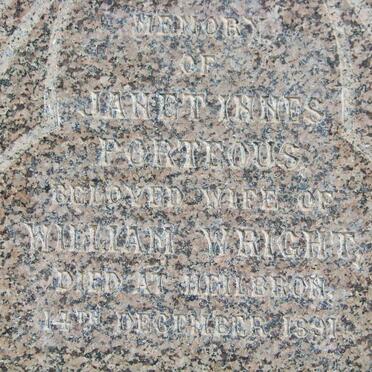 MEMORY
OF
JANET INNES
PORTEOUS,
BELOVED WIFE OF
WILLIAM WRIGHT,
DIED AT HEILBRON,
14TH DECEMBER 1891